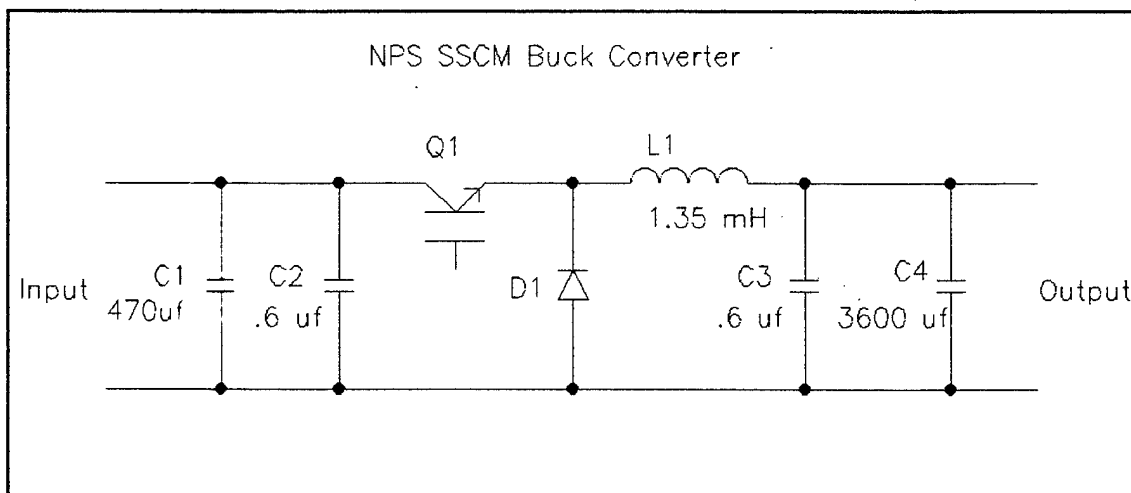 NPS SSCM Buck Converter
Q1
L1
1.35 mH
Input
C1
470uf
C2
.6 uf
D1
C3
.6 uf
C4
3600 uf
Output